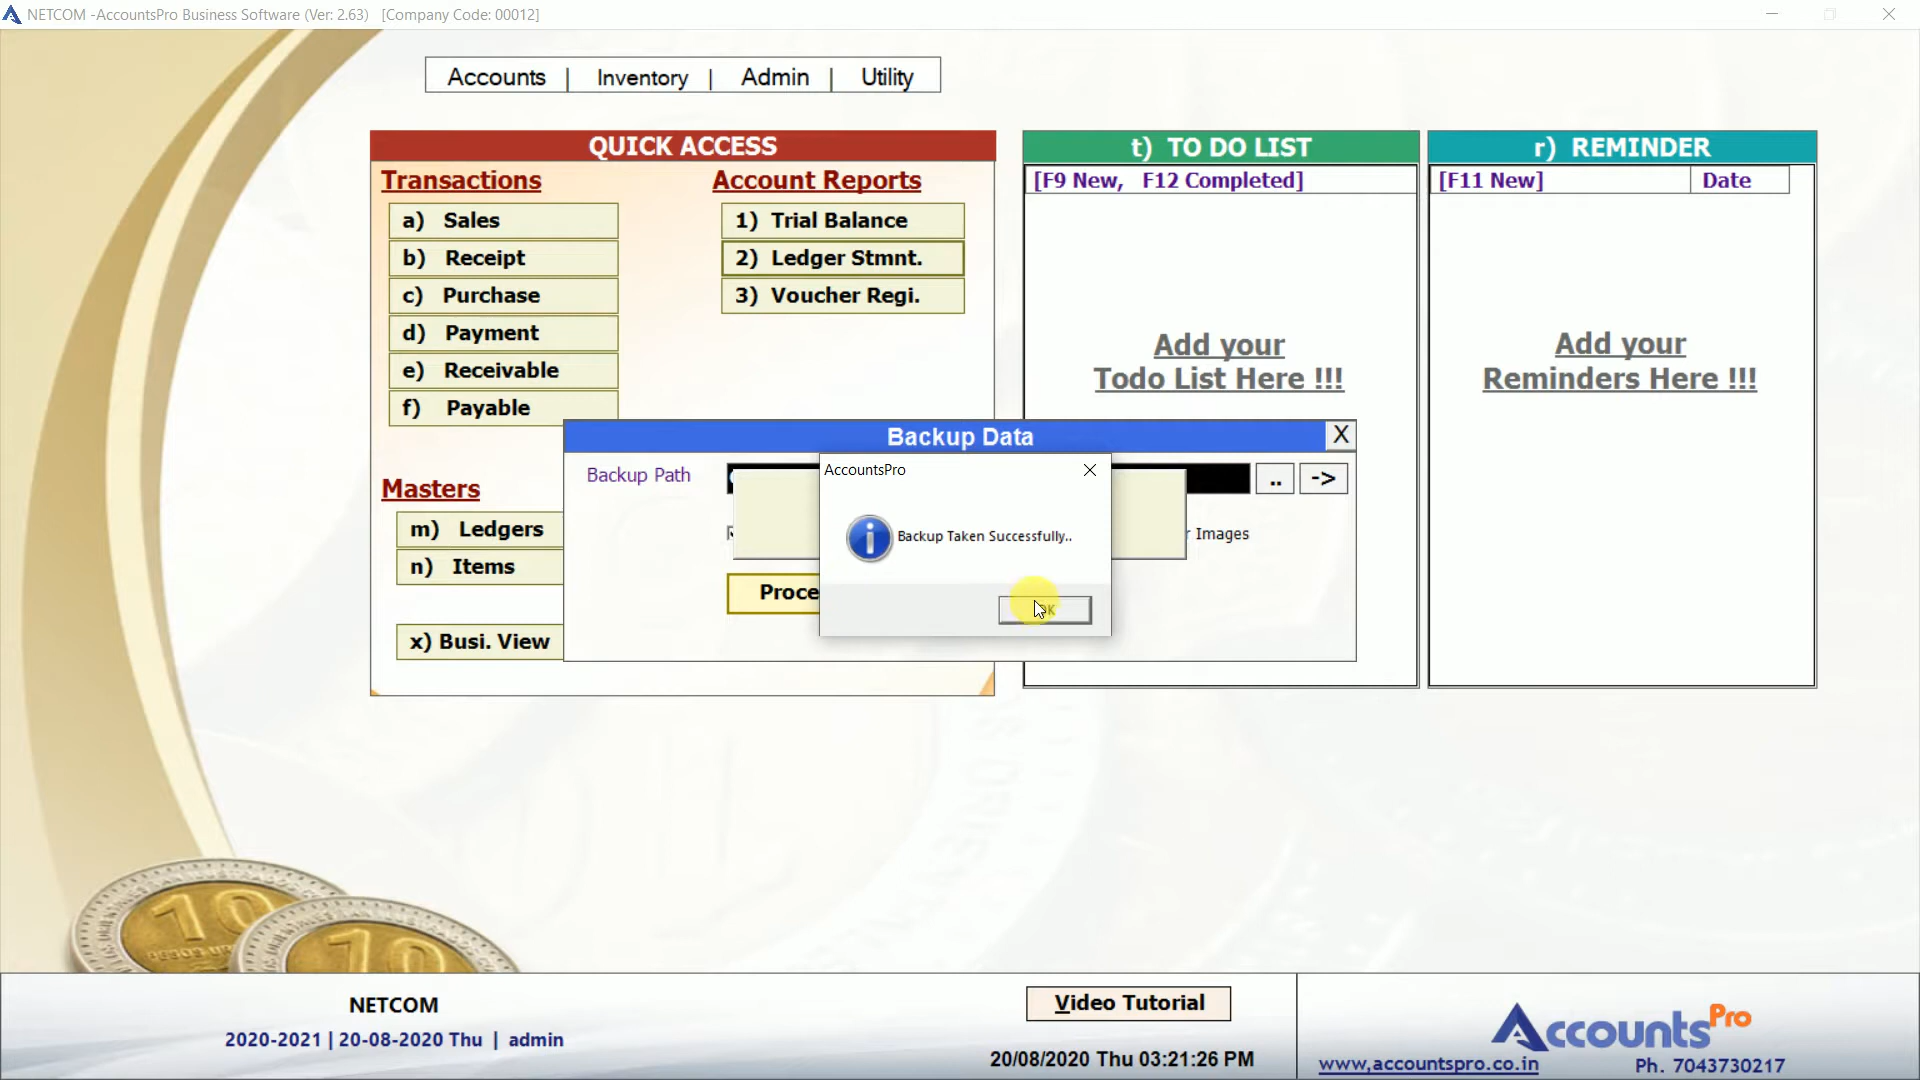 NETCOM -AccountsPro Business Software (Ver: 2.63)   [Company Code: 00012]
Accounts | Inventory | Admin | Utility
QUICK ACCESS
Transactions
a) Sales
b) Receipt
c) Purchase
d) Payment
e) Receivable
f) Payable
Account Reports
1) Trial Balance
2) Ledger Stmnt.
3) Voucher Regi.
Masters
m) Ledgers
n) Items
x) Busi. View
t) TO DO LIST
[F9 New, F12 Completed]
Add your
Todo List Here !!!
r) REMINDER
[F11 New] Date
Add your
Reminders Here !!!
Backup Data X
Backup Path .. ->
Images
Proce
AccountsPro
Backup Taken Successfully..
NETCOM
2020-2021 | 20-08-2020 Thu | admin
Video Tutorial
20/08/2020 Thu 03:21:26 PM
AccountsPro
www,accountspro.co.in Ph. 7043730217
10
10